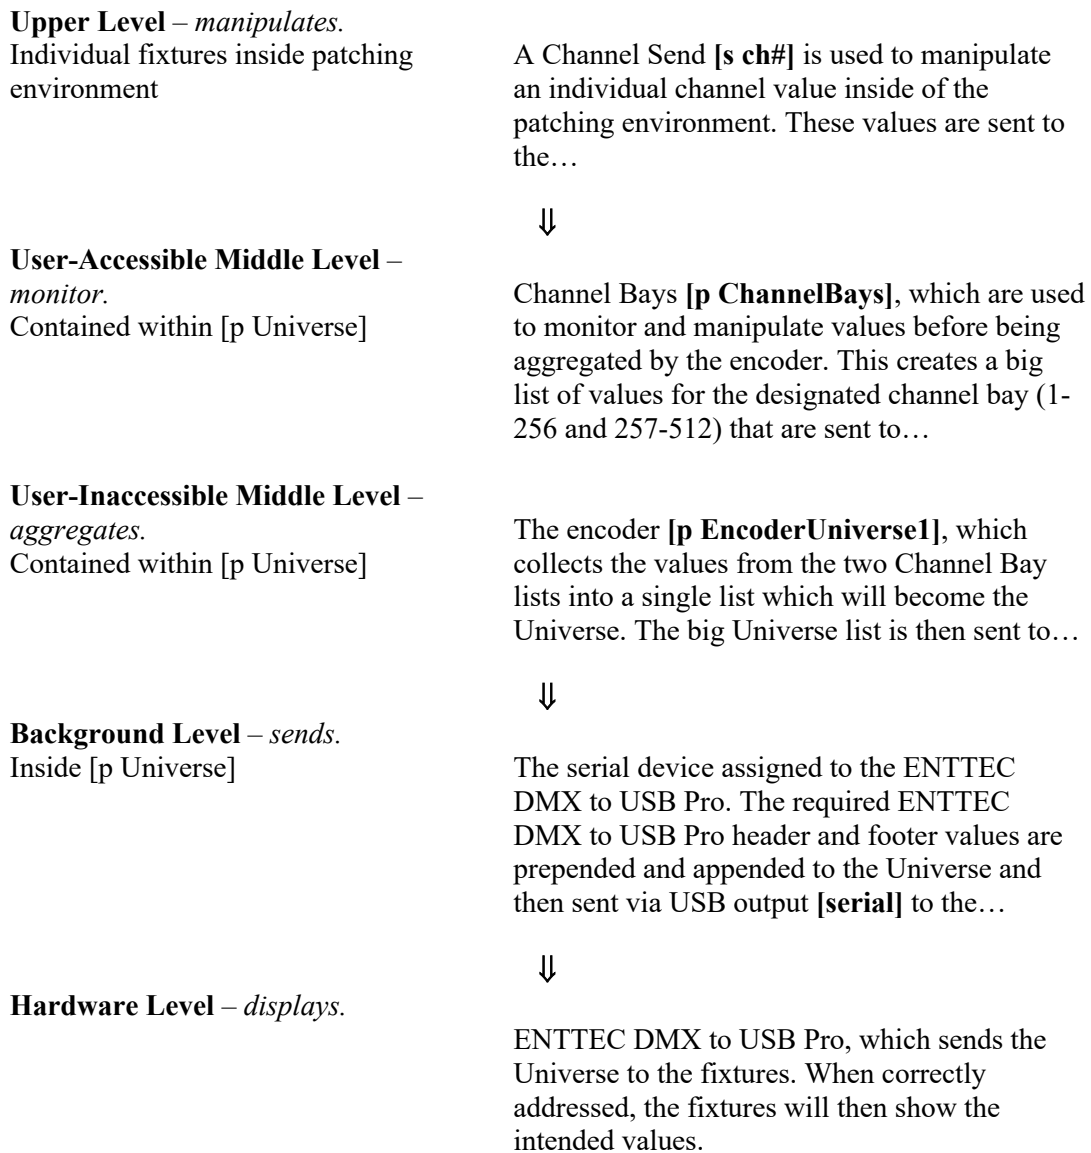 Upper Level – manipulates.
Individual fixtures inside patching
environment
A Channel Send [s ch#] is used to manipulate
an individual channel value inside of the
patching environment. These values are sent to
the…
⇓
User-Accessible Middle Level –
monitor.
Contained within [p Universe]
Channel Bays [p ChannelBays], which are used
to monitor and manipulate values before being
aggregated by the encoder. This creates a big
list of values for the designated channel bay (1-
256 and 257-512) that are sent to…
User-Inaccessible Middle Level –
aggregates.
Contained within [p Universe]
The encoder [p EncoderUniverse1], which
collects the values from the two Channel Bay
lists into a single list which will become the
Universe. The big Universe list is then sent to…
⇓
Background Level – sends.
Inside [p Universe]
The serial device assigned to the ENTTEC
DMX to USB Pro. The required ENTTEC
DMX to USB Pro header and footer values are
prepended and appended to the Universe and
then sent via USB output [serial] to the…
⇓
Hardware Level – displays.
ENTTEC DMX to USB Pro, which sends the
Universe to the fixtures. When correctly
addressed, the fixtures will then show the
intended values.